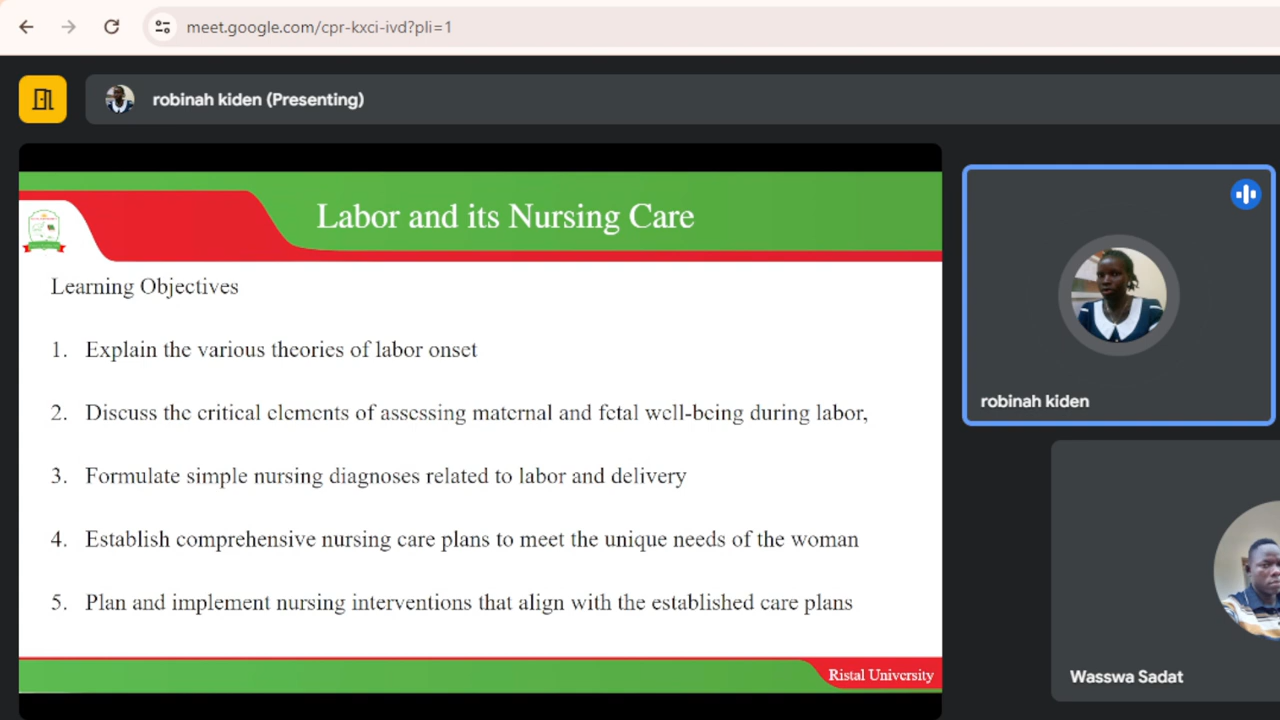 meet.google.com/cpr-kxci-ivd?pli=1
robinah kiden (Presenting)
Labor and its Nursing Care
Learning Objectives
1. Explain the various theories of labor onset
2. Discuss the critical elements of assessing maternal and fetal well-being during labor,
3. Formulate simple nursing diagnoses related to labor and delivery
4. Establish comprehensive nursing care plans to meet the unique needs of the woman
5. Plan and implement nursing interventions that align with the established care plans
Ristal University
robinah kiden
Wasswa Sadat